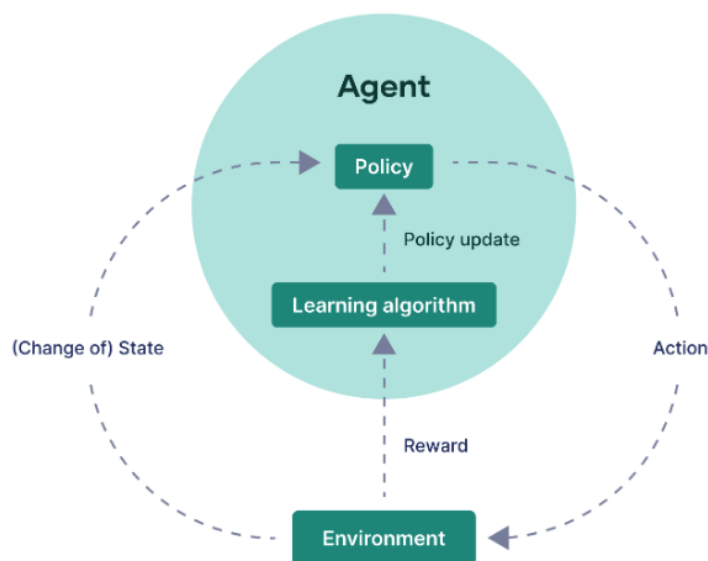 Agent
Policy
Policy update
Learning algorithm
(Change of) State
Action
Reward
Environment